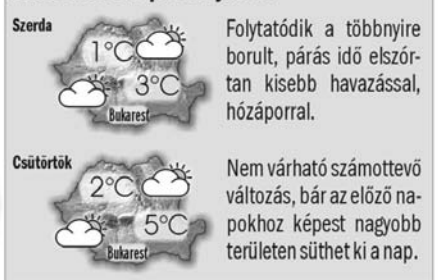 Szerda
1°C
3°C
Bukarest
Folytatódik a többnyire
borult, párás idő elszór-
tan kisebb havazással,
hózáporral.
Csütörtök
2°C
5°C
Bukarest
Nem várható számottevő
változás, bár az előző na-
pokhoz képest nagyobb
területen süthet ki a nap.